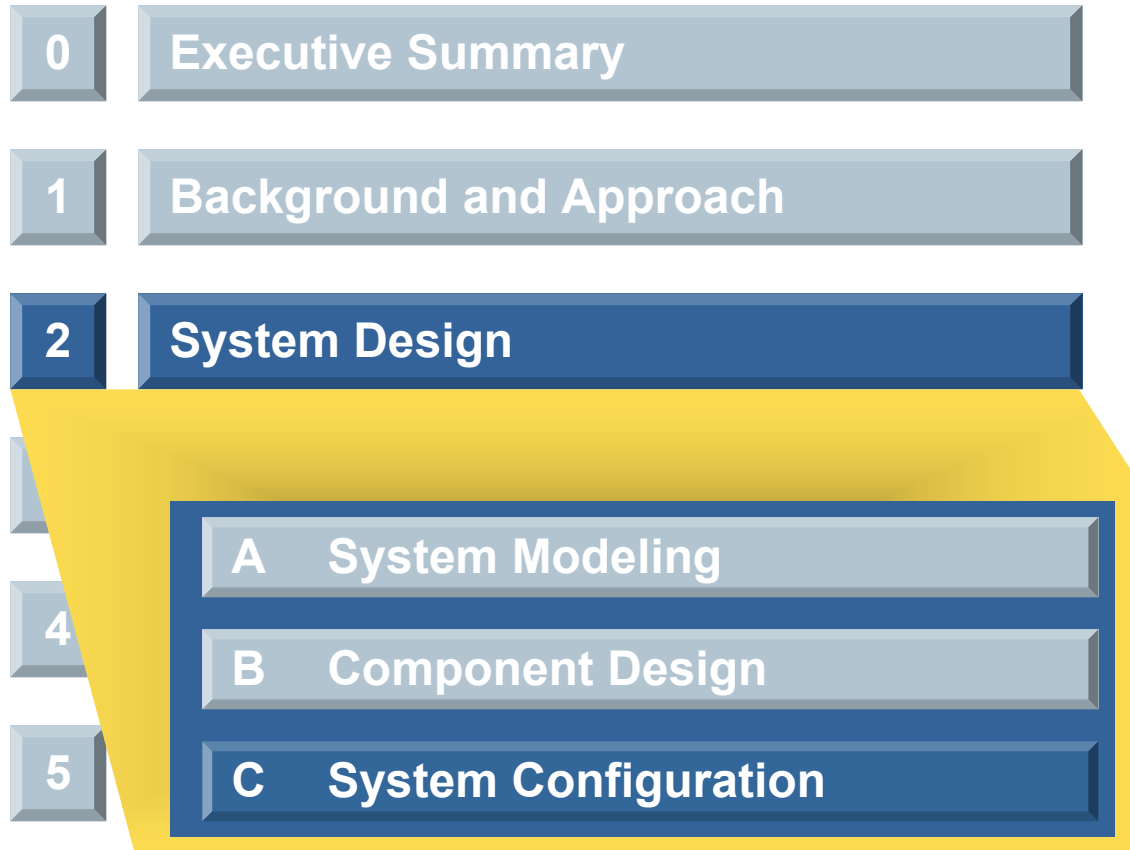 0 Executive Summary
1 Background and Approach
2 System Design
A System Modeling
4
B Component Design
5 C System Configuration